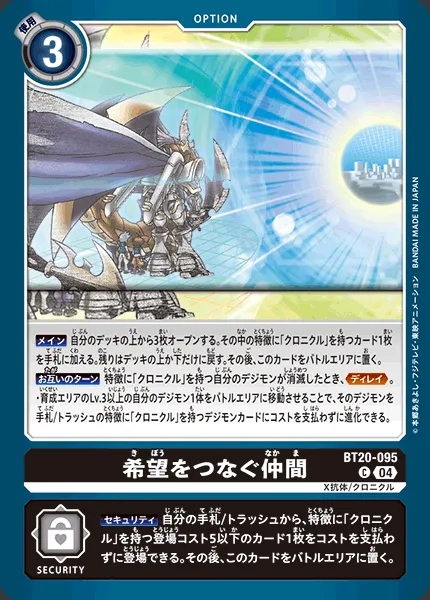 OPTION
使用
3
メイン 自分のデッキの上から3枚オープンする。その中の特徴に「クロニクル」を持つカード1枚
を手札に加える。残りはデッキの上か下だけに戻す。その後、このカードをバトルエリアに置く。
お互いのターン 特徴に「クロニクル」を持つ自分のデジモンが消滅したとき、ディレイ。
・育成エリアのLv.3以上の自分のデジモン1体をバトルエリアに移動させることで、そのデジモンを
手札/トラッシュの特徴に「クロニクル」を持つデジモンカードにコストを支払わずに進化できる。
©本郷あきよし・フジテレビ・東映アニメーション BANDAI MADE IN JAPAN
希望をつなぐ仲間
BT20-095
C 04
X抗体/クロニクル
セキュリティ 自分の手札/トラッシュから、特徴に「クロニク
ル」を持つ登場コスト5以下のカード1枚をコストを支払わ
ずに登場できる。その後、このカードをバトルエリアに置く。
SECURITY